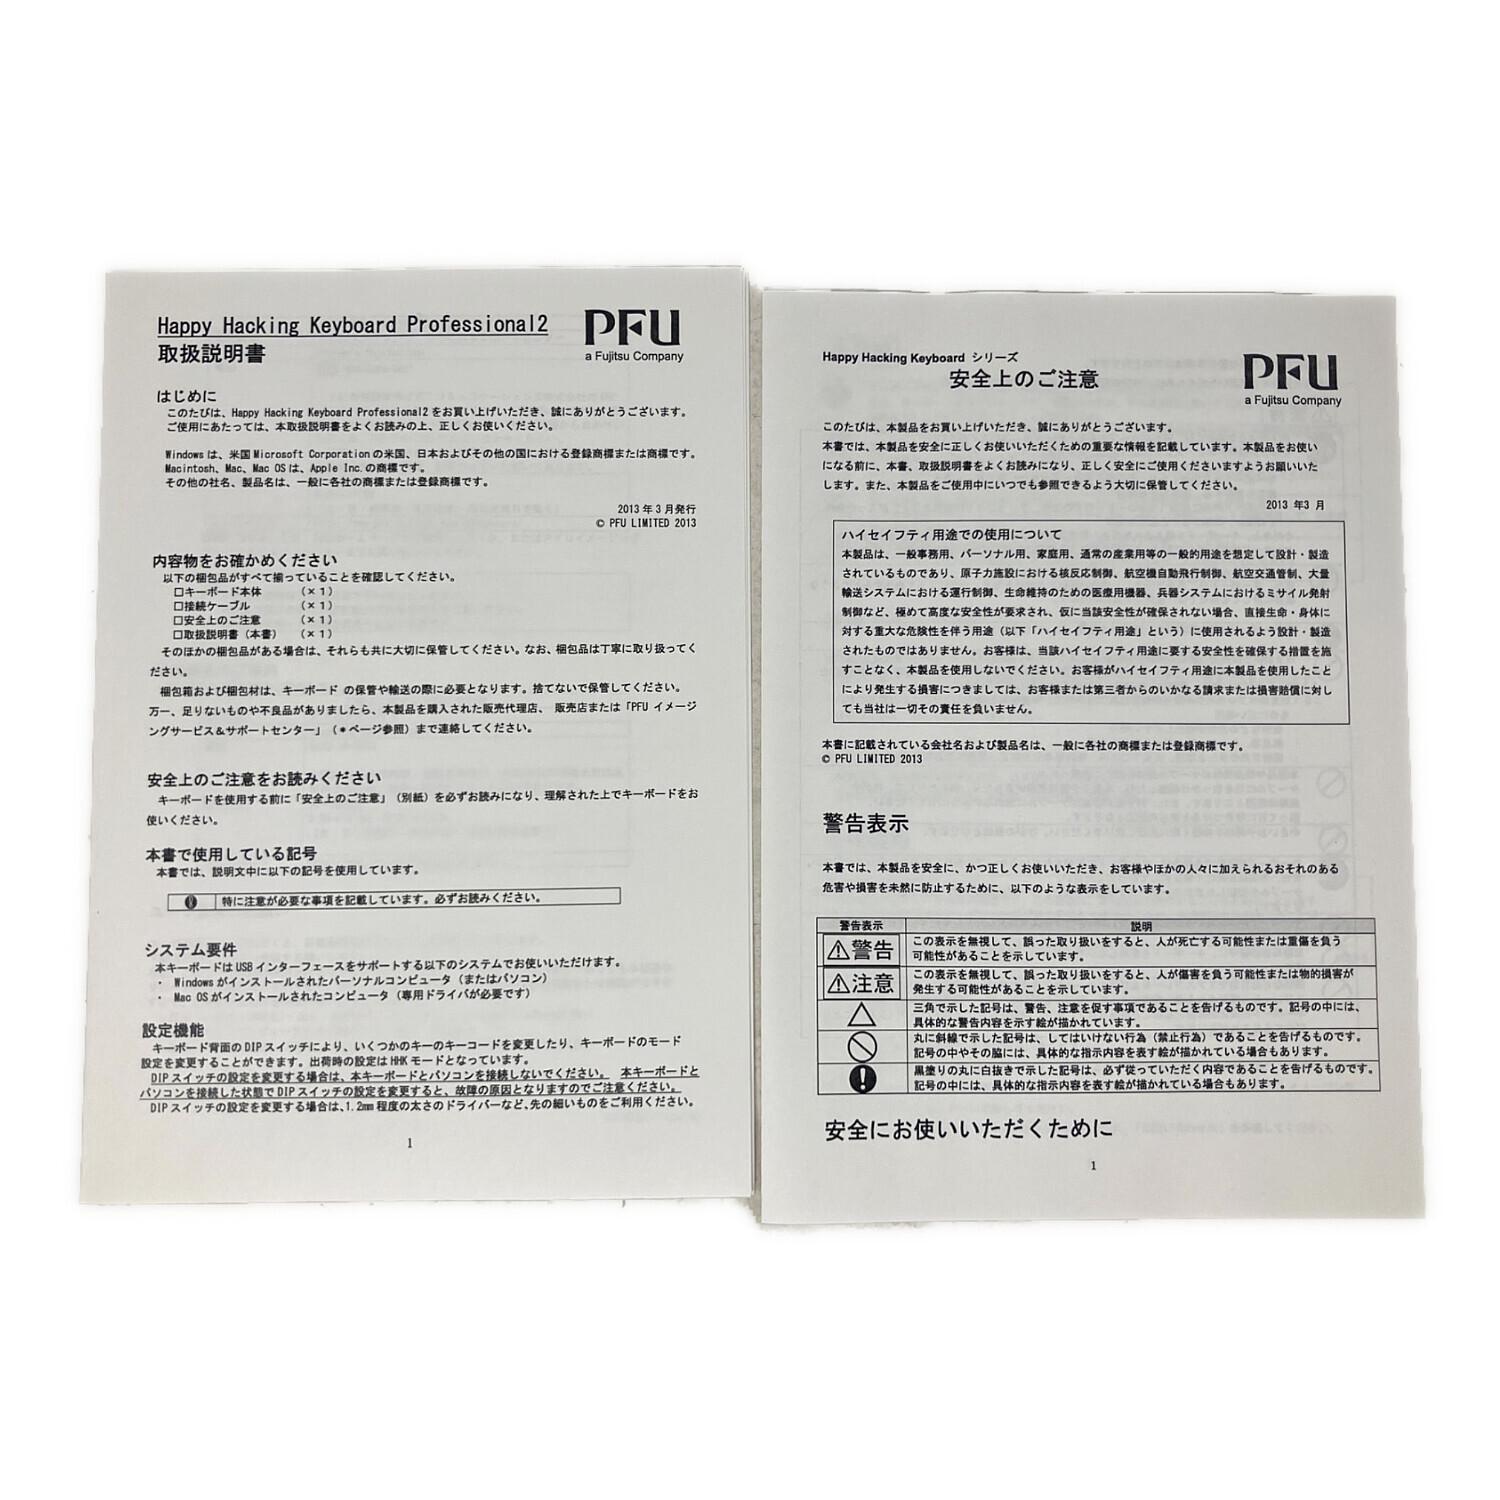 Happy Hacking Keyboard Professional2
取扱説明書
PFU
a Fujitsu Company
はじめに
このたびは、Happy Hacking Keyboard Professional2 をお買い上げいただき、誠にありがとうございます。
ご使用にあたっては、本取扱説明書をよくお読みの上、正しくお使いください。
Windows は、米国 Microsoft Corporation の米国、日本およびその他の国における登録商標または商標です。
Macintosh、Mac、Mac OS は、Apple Inc. の商標です。
その他の社名、製品名は、一般に各社の商標または登録商標です。
2013 年 3 月発行
© PFU LIMITED 2013
内容物をお確かめください
以下の梱包品がすべて揃っていることを確認してください。
□キーボード本体 (×1)
□接続ケーブル (×1)
□安全上のご注意 (×1)
□取扱説明書（本書） (×1)
そのほかの梱包品がある場合は、それらも共に大切に保管してください。なお、梱包品は丁寧に取り扱ってく
ださい。
梱包箱および梱包材は、キーボード の保管や輸送の際に必要となります。捨てないで保管してください。
万一、足りないものや不良品がありましたら、本製品を購入された販売代理店、 販売店または「PFU イメージ
ングサービス＆サポートセンター」（＊ページ参照）まで連絡してください。
安全上のご注意をお読みください
キーボードを使用する前に「安全上のご注意」（別紙）を必ずお読みになり、理解された上でキーボードをお
使いください。
本書で使用している記号
本書では、説明文中に以下の記号を使用しています。
特に注意が必要な事項を記載しています。必ずお読みください。
システム要件
本キーボードは USB インターフェースをサポートする以下のシステムでお使いいただけます。
・ Windows がインストールされたパーソナルコンピュータ（またはパソコン）
・ Mac OS がインストールされたコンピュータ（専用ドライバが必要です）
設定機能
キーボード背面の DIP スイッチにより、いくつかのキーのキーコードを変更したり、キーボードのモード
設定を変更することができます。出荷時の設定は HHK モードとなっています。
DIP スイッチの設定を変更する場合は、本キーボードとパソコンを接続しないでください。 本キーボードと
パソコンを接続した状態で DIP スイッチの設定を変更すると、故障の原因となりますのでご注意ください。
DIP スイッチの設定を変更する場合は、1.2mm 程度の太さのドライバーなど、先の細いものをご利用ください。
1
Happy Hacking Keyboard シリーズ
安全上のご注意
PFU
a Fujitsu Company
このたびは、本製品をお買い上げいただき、誠にありがとうございます。
本書では、本製品を安全に正しくお使いいただくための重要な情報を記載しています。本製品をお使い
になる前に、本書、取扱説明書をよくお読みになり、正しく安全にご使用くださいますようお願いいた
します。また、本製品をご使用中にいつでも参照できるよう大切に保管してください。
2013 年3 月
ハイセイフティ用途での使用について
本製品は、一般事務用、パーソナル用、家庭用、通常の産業用等の一般的用途を想定して設計・製造
されているものであり、原子力施設における核反応制御、航空機自動飛行制御、航空交通管制、大量
輸送システムにおける運行制御、生命維持のための医療用機器、兵器システムにおけるミサイル発射
制御など、極めて高度な安全性が要求され、仮に当該安全性が確保されない場合、直接生命・身体に
対する重大な危険性を伴う用途（以下「ハイセイフティ用途」という）に使用されるよう設計・製造
されたものではありません。お客様は、当該ハイセイフティ用途に要する安全性を確保する措置を施
すことなく、本製品を使用しないでください。お客様がハイセイフティ用途に本製品を使用したこと
により発生する損害につきましては、お客様または第三者からのいかなる請求または損害賠償に対し
ても当社は一切その責任を負いません。
本書に記載されている会社名および製品名は、一般に各社の商標または登録商標です。
© PFU LIMITED 2013
警告表示
本書では、本製品を安全に、かつ正しくお使いいただき、お客様やほかの人々に加えられるおそれのある
危害や損害を未然に防止するために、以下のような表示をしています。
警告表示 説明
⚠警告 この表示を無視して、誤った取り扱いをすると、人が死亡する可能性または重傷を負う
可能性があることを示しています。
⚠注意 この表示を無視して、誤った取り扱いをすると、人が傷害を負う可能性または物的損害が
発生する可能性があることを示しています。
三角で示した記号は、警告、注意を促す事項であることを告げるものです。記号の中には、
具体的な警告内容を示す絵が描かれています。
丸に斜線で示した記号は、してはいけない行為（禁止行為）であることを告げるものです。
記号の中やその脇には、具体的な指示内容を表す絵が描かれている場合もあります。
黒塗りの丸に白抜きで示した記号は、必ず従っていただく内容であることを告げるものです。
記号の中には、具体的な指示内容を表す絵が描かれている場合もあります。
安全にお使いいただくために
1